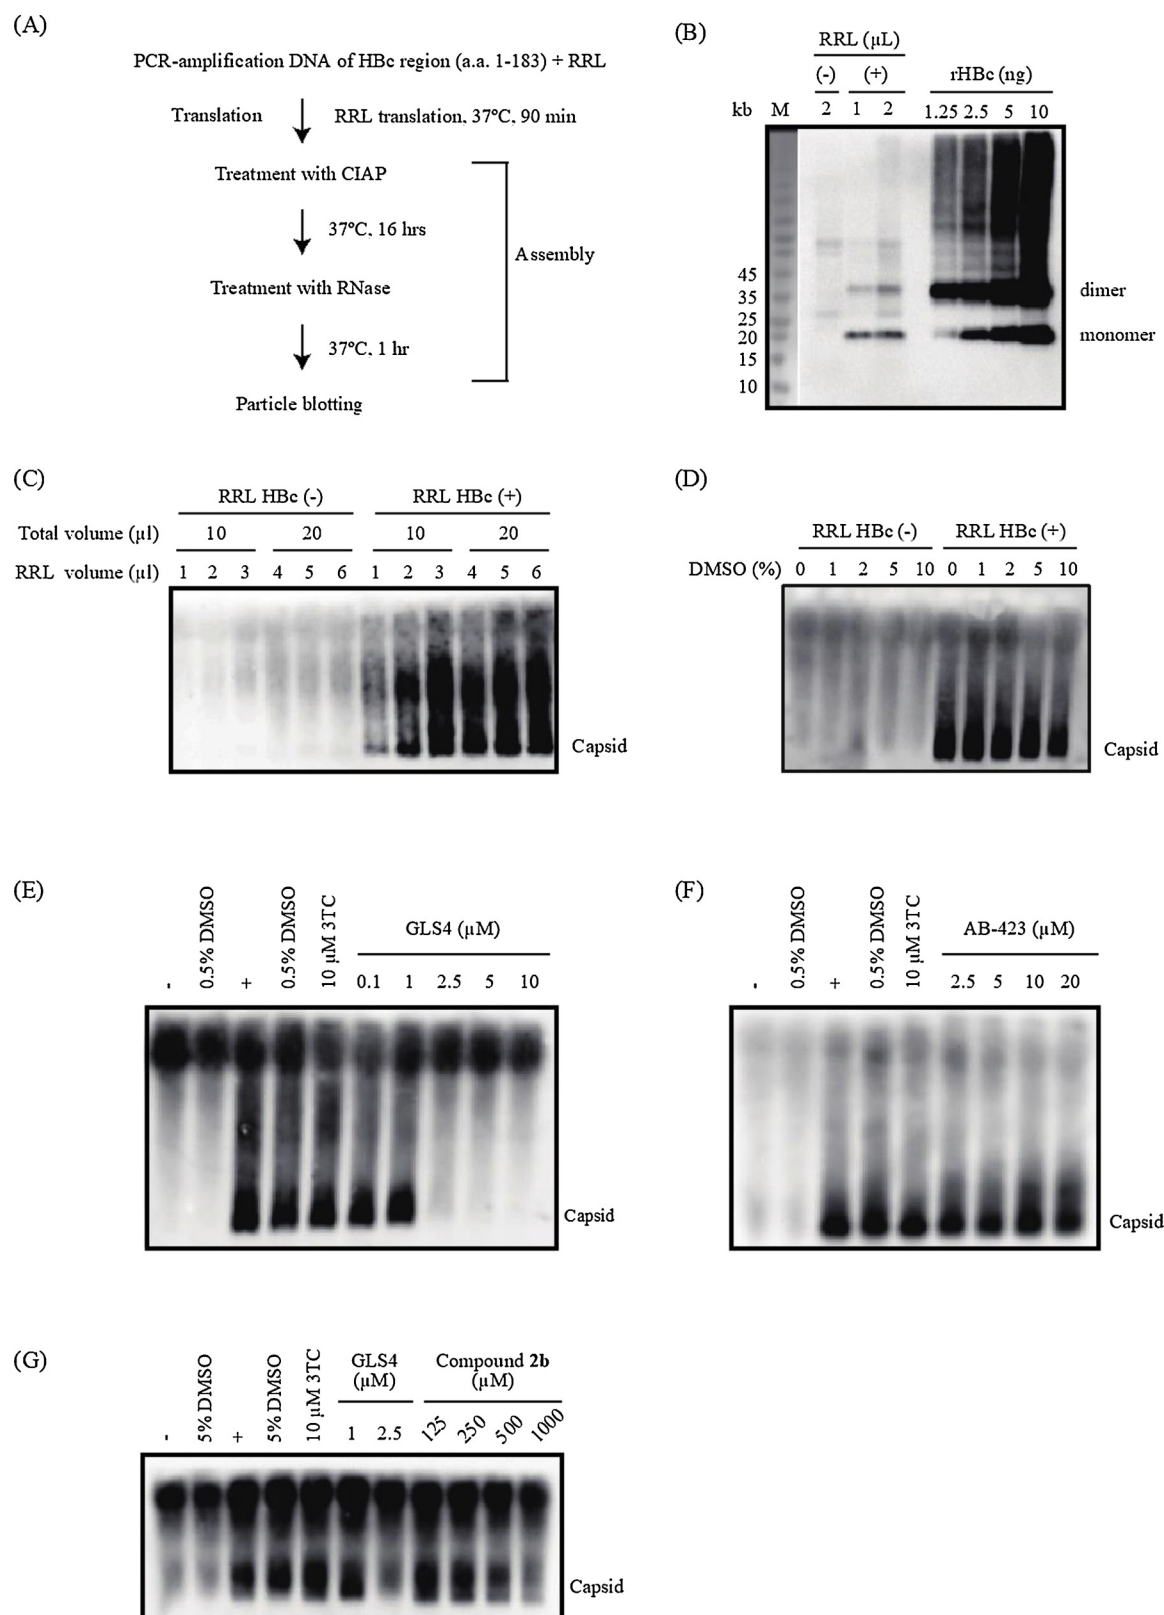 (A)
PCR-amplification DNA of HBc region (a.a. 1-183) + RRL
Translation
RRL translation, 37ºC, 90 min
Treatment with CIAP
37ºC, 16 hrs
Assembly
Treatment with RNase
37ºC, 1 hr
Particle blotting
(B)
RRL (µL)
(-) (+) rHBc (ng)
kb M 2 1 2 1.25 2.5 5 10
45
35
25
20
15
10
dimer
monomer
(C)
RRL HBc (-) RRL HBc (+)
Total volume (µl) 10 20 10 20
RRL volume (µl) 1 2 3 4 5 6 1 2 3 4 5 6
Capsid
(D)
RRL HBc (-) RRL HBc (+)
DMSO (%) 0 1 2 5 10 0 1 2 5 10
Capsid
(E)
- 0.5% DMSO + 0.5% DMSO 10 µM 3TC
GLS4 (µM)
0.1 1 2.5 5 10
Capsid
(F)
- 0.5% DMSO + 0.5% DMSO 10 µM 3TC
AB-423 (µM)
2.5 5 10 20
Capsid
(G)
- 5% DMSO + 5% DMSO 10 µM 3TC
GLS4 (µM)
1 2.5
Compound 2b (µM)
125 250 500 1000
Capsid